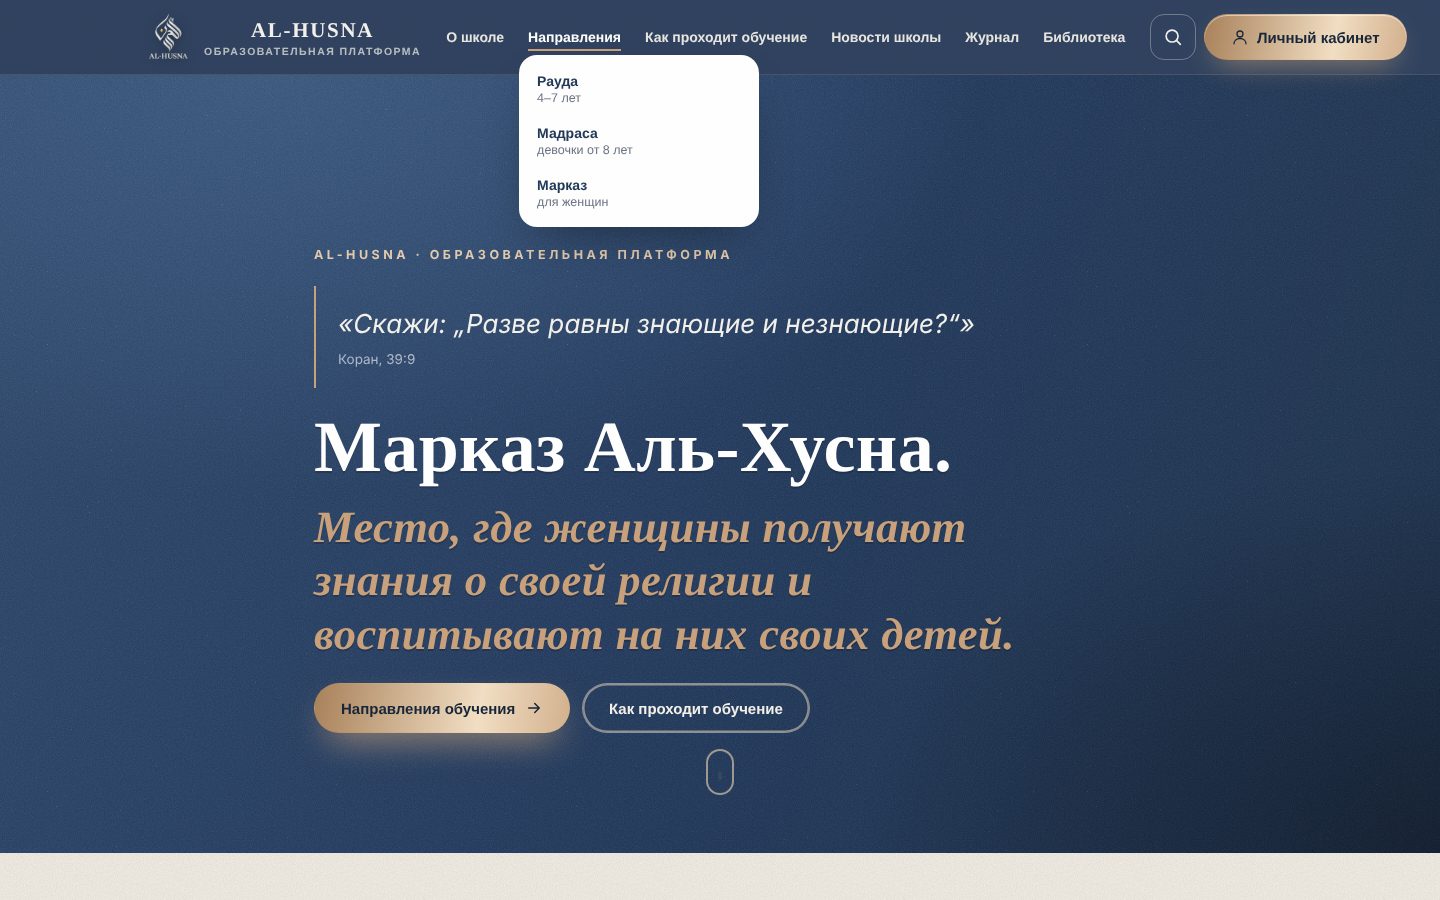 AL-HUSNA
AL-HUSNA
ОБРАЗОВАТЕЛЬНАЯ ПЛАТФОРМА
О школе
Направления
Как проходит обучение
Новости школы
Журнал
Библиотека
Личный кабинет
Рауда
4–7 лет
Мадраса
девочки от 8 лет
Марказ
для женщин
AL-HUSNA · ОБРАЗОВАТЕЛЬНАЯ ПЛАТФОРМА
«Скажи: „Разве равны знающие и незнающие?“»
Коран, 39:9
Марказ Аль-Хусна.
Место, где женщины получают
знания о своей религии и
воспитывают на них своих детей.
Направления обучения
Как проходит обучение